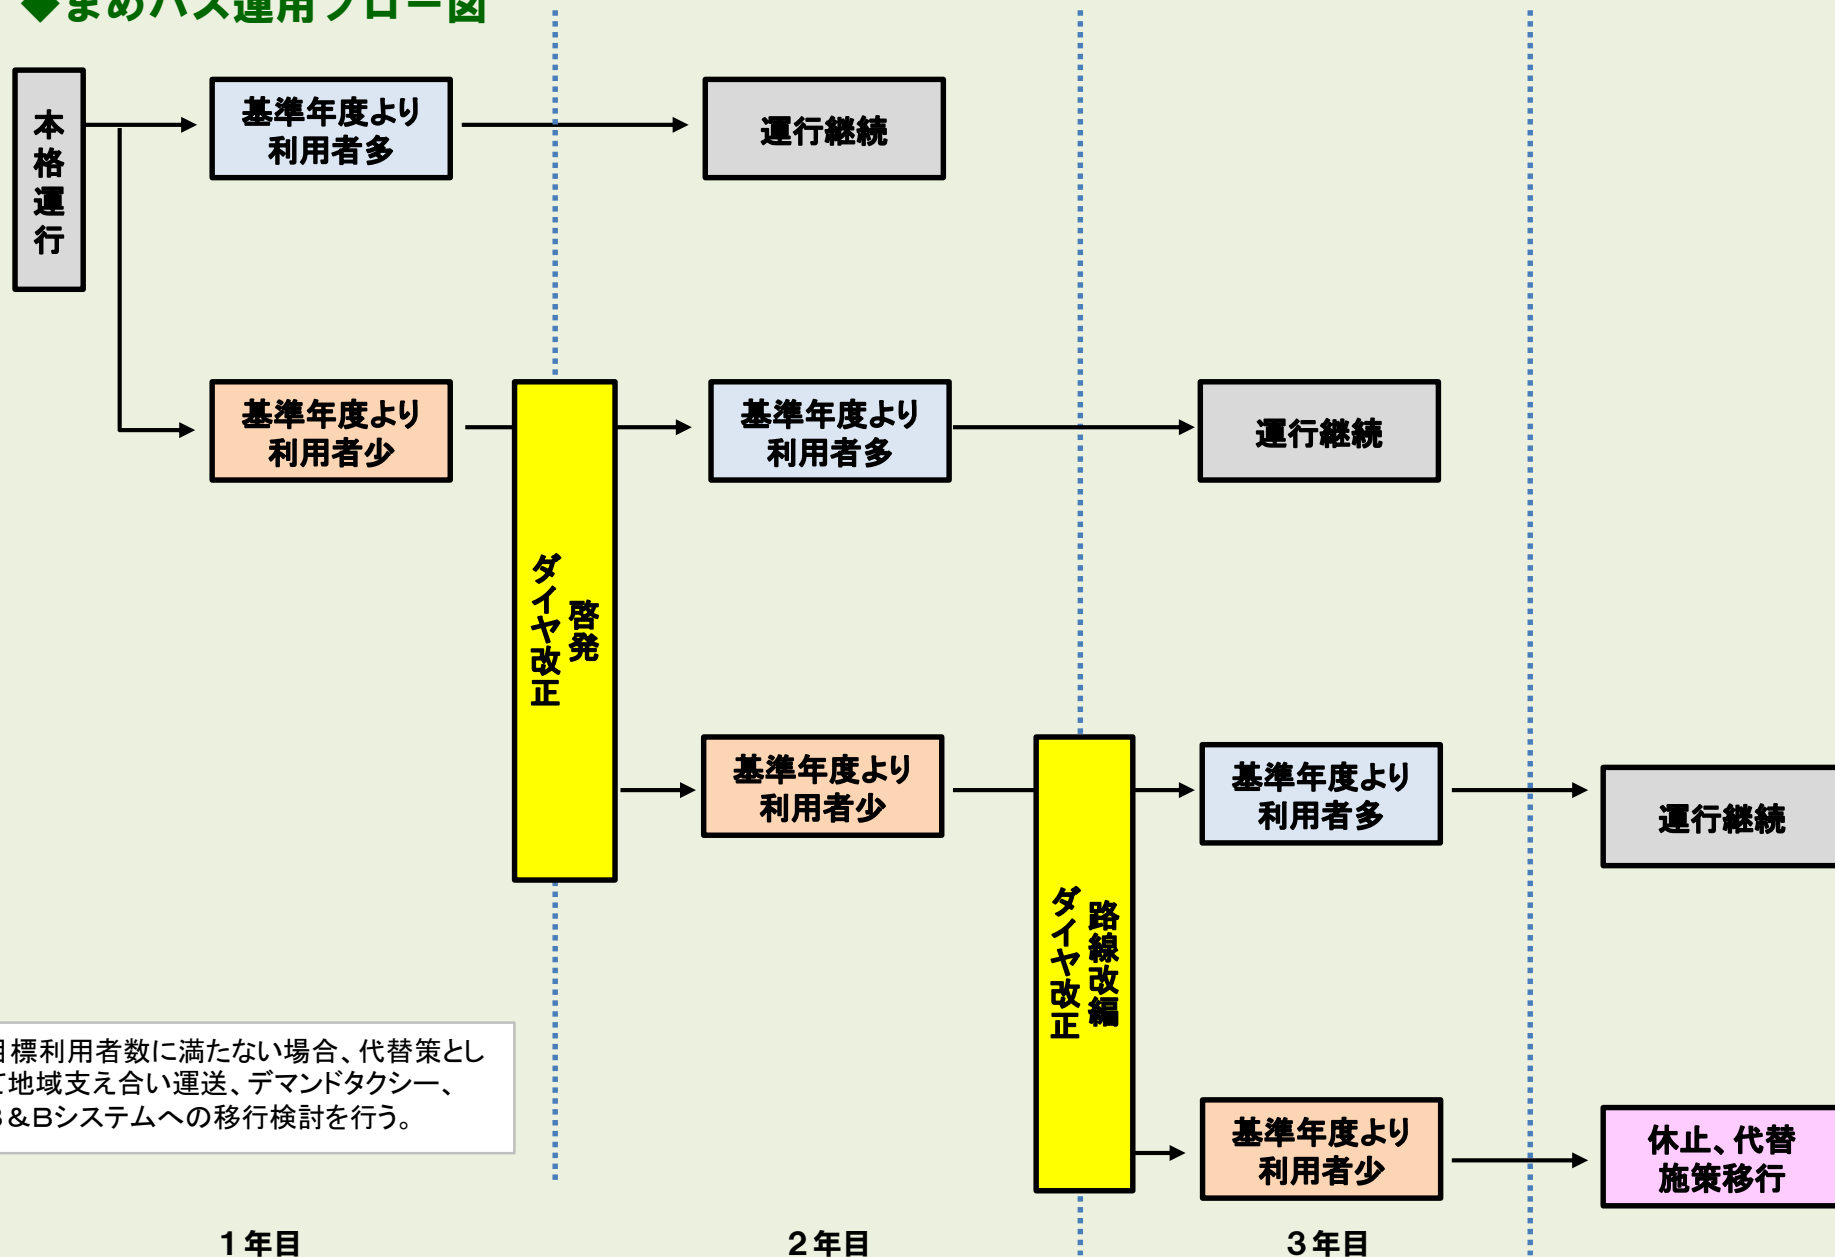 ◆まめバス運用フロー図
本格運行
基準年度より
利用者多
運行継続
基準年度より
利用者少
啓発
ダイヤ改正
基準年度より
利用者多
運行継続
基準年度より
利用者少
路線改編
ダイヤ改正
基準年度より
利用者多
運行継続
基準年度より
利用者少
休止、代替
施策移行
目標利用者数に満たない場合、代替策とし
て地域支え合い運送、デマンドタクシー、
B&Bシステムへの移行検討を行う。
1年目
2年目
3年目